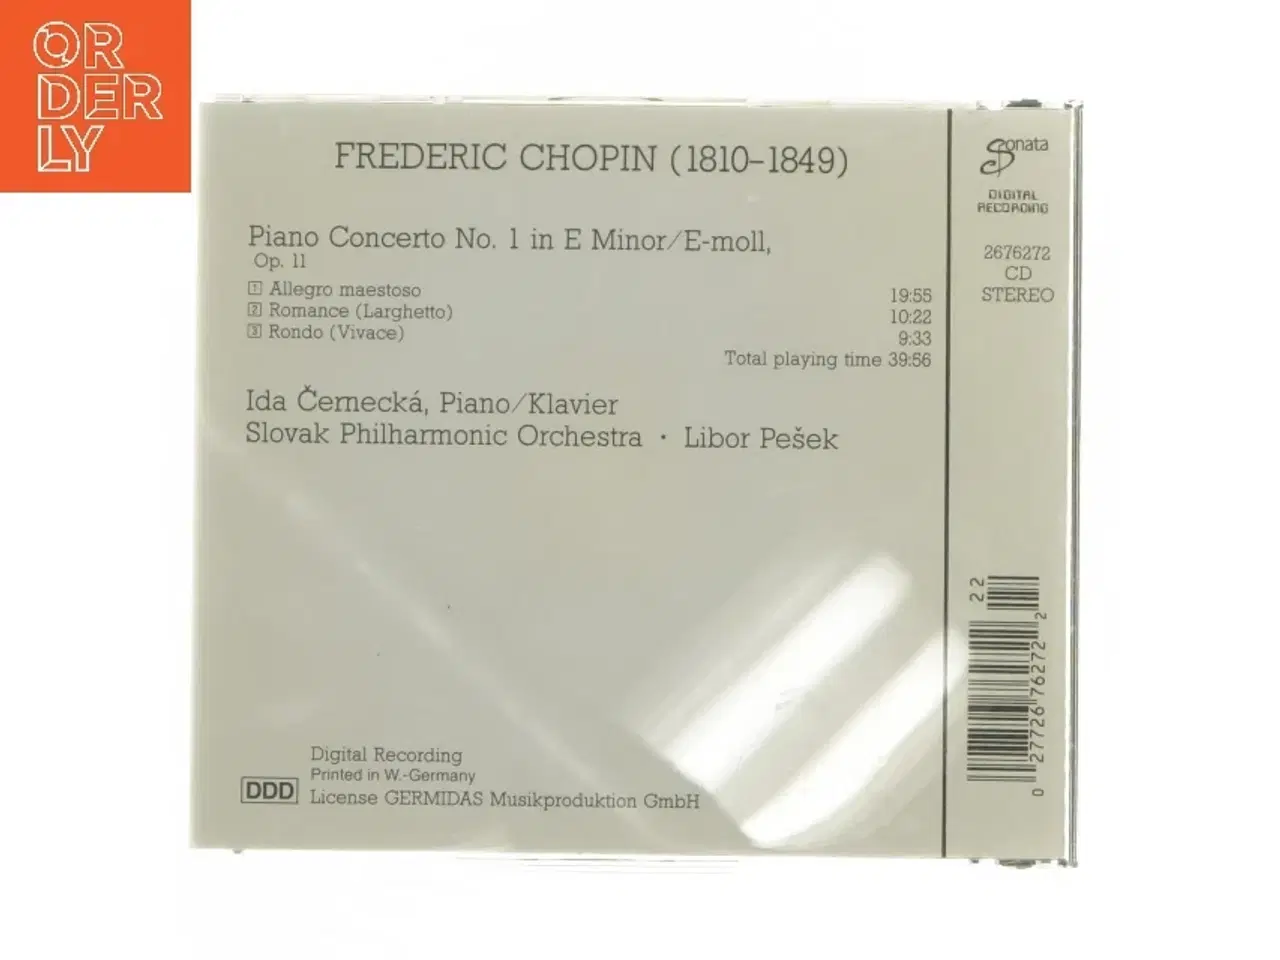 OR
DER
LY
FREDERIC CHOPIN (1810–1849)
Piano Concerto No. 1 in E Minor/E-moll,
Op. 11
1 Allegro maestoso 19:55
2 Romance (Larghetto) 10:22
3 Rondo (Vivace) 9:33
Total playing time 39:56
Ida Černecká, Piano/Klavier
Slovak Philharmonic Orchestra · Libor Pešek
Digital Recording
Printed in W.-Germany
DDD License GERMIDAS Musikproduktion GmbH
Sonata
DIGITAL
RECORDING
2676272
CD
STEREO
22
0 27726 76272 2